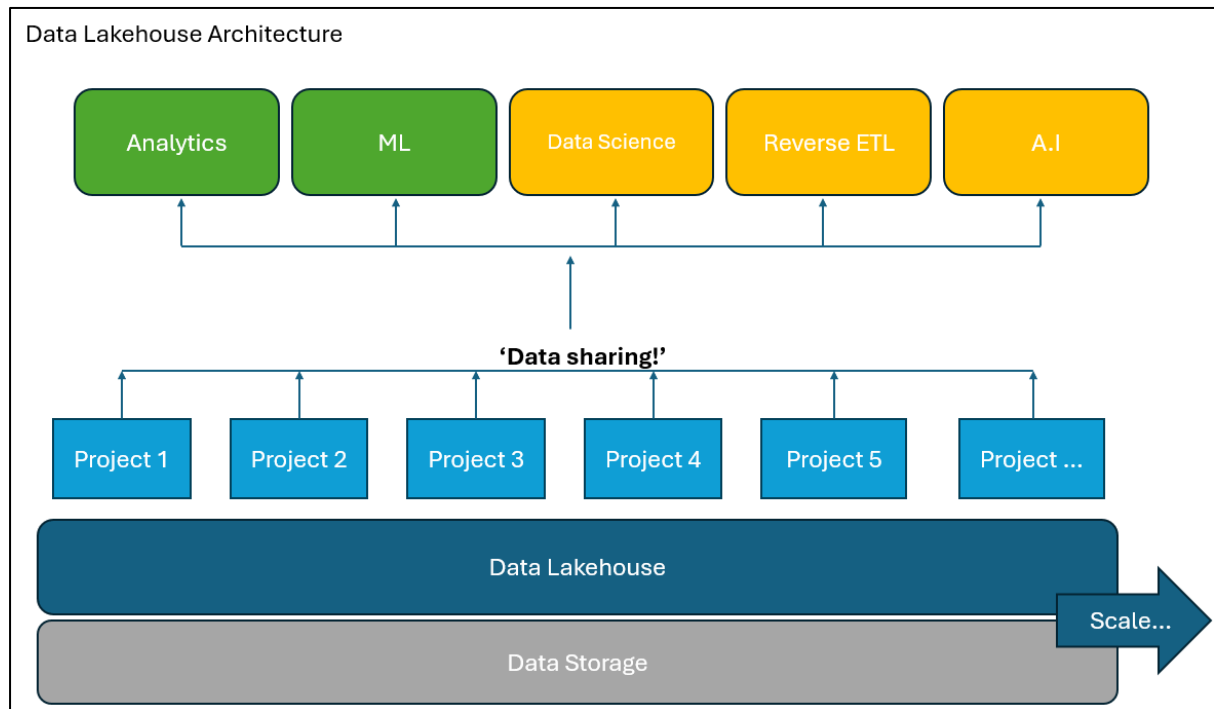 Data Lakehouse Architecture
Analytics
ML
Data Science
Reverse ETL
A.I
‘Data sharing!’
Project 1
Project 2
Project 3
Project 4
Project 5
Project ...
Data Lakehouse
Scale...
Data Storage